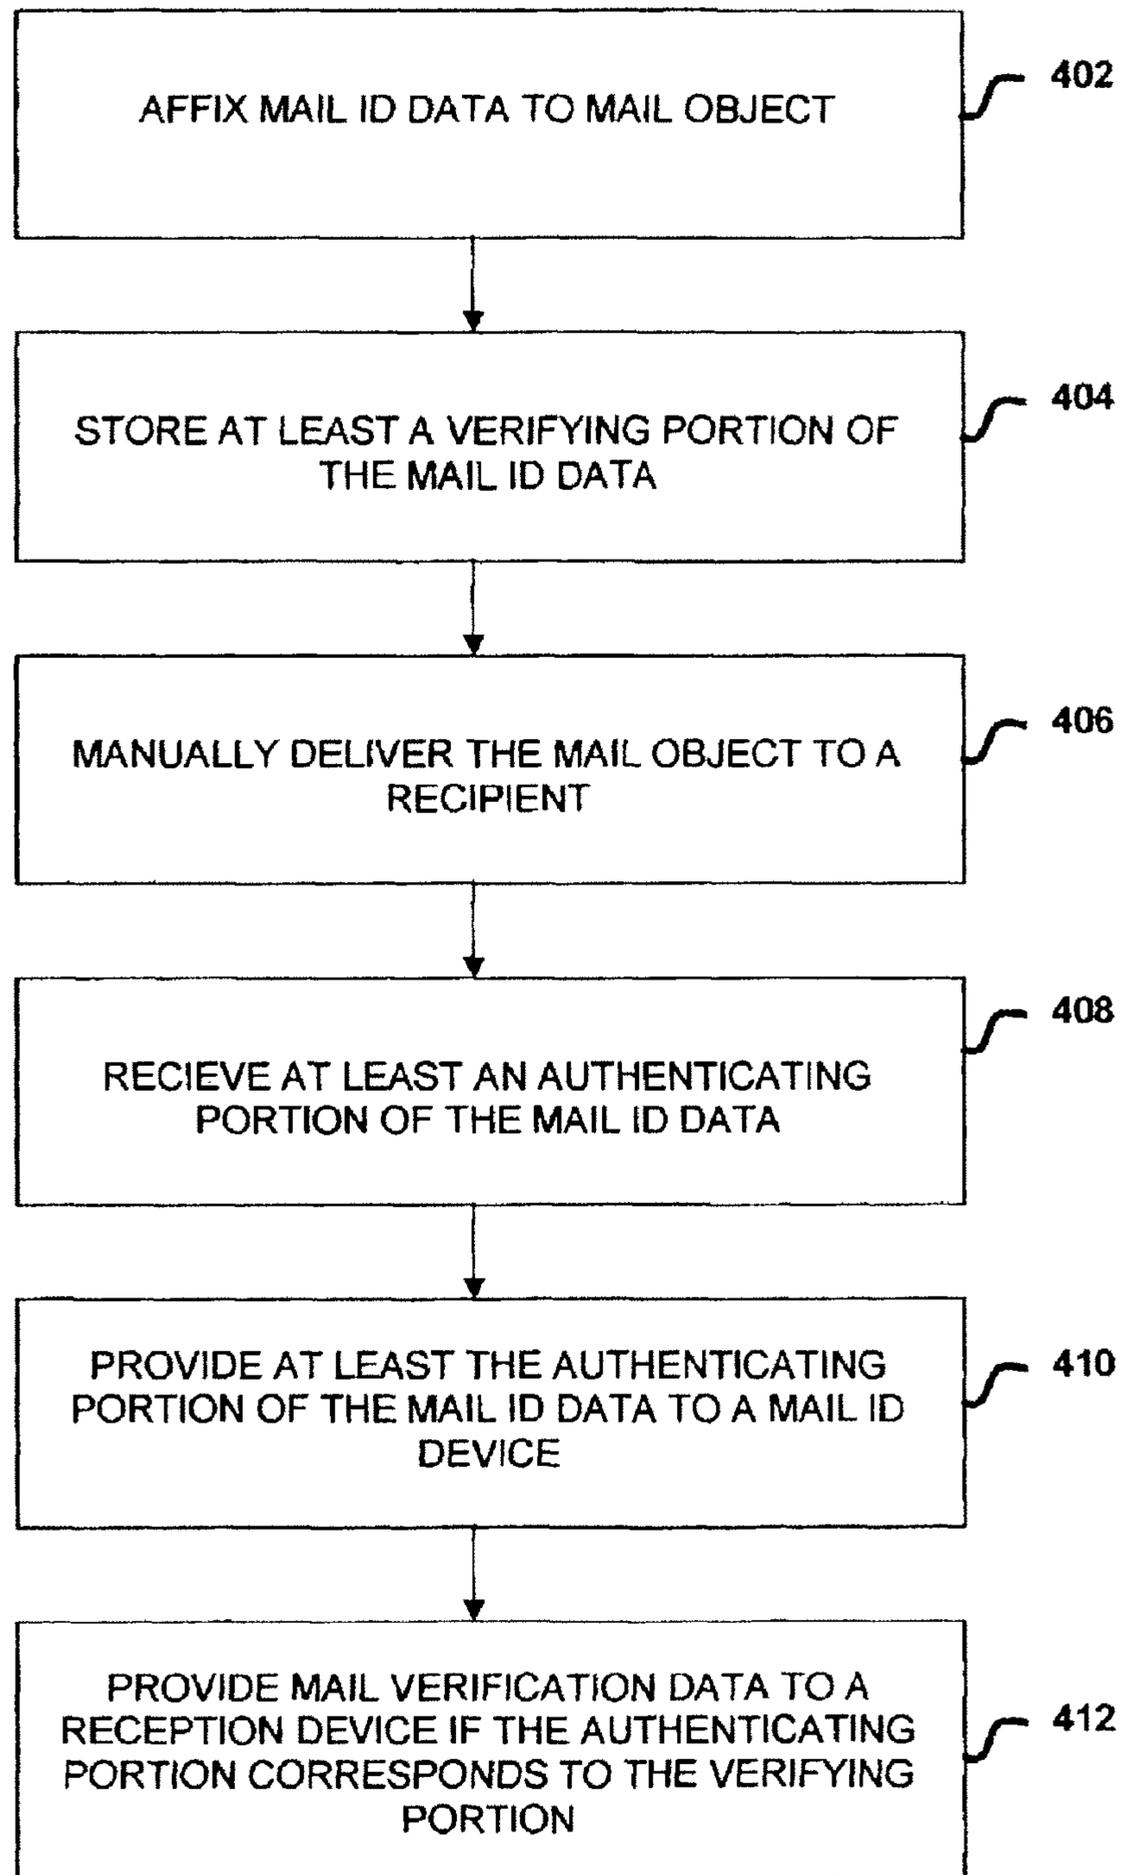 402
AFFIX MAIL ID DATA TO MAIL OBJECT
404
STORE AT LEAST A VERIFYING PORTION OF
THE MAIL ID DATA
406
MANUALLY DELIVER THE MAIL OBJECT TO A
RECIPIENT
408
RECIEVE AT LEAST AN AUTHENTICATING
PORTION OF THE MAIL ID DATA
410
PROVIDE AT LEAST THE AUTHENTICATING
PORTION OF THE MAIL ID DATA TO A MAIL ID
DEVICE
412
PROVIDE MAIL VERIFICATION DATA TO A
RECEPTION DEVICE IF THE AUTHENTICATING
PORTION CORRESPONDS TO THE VERIFYING
PORTION